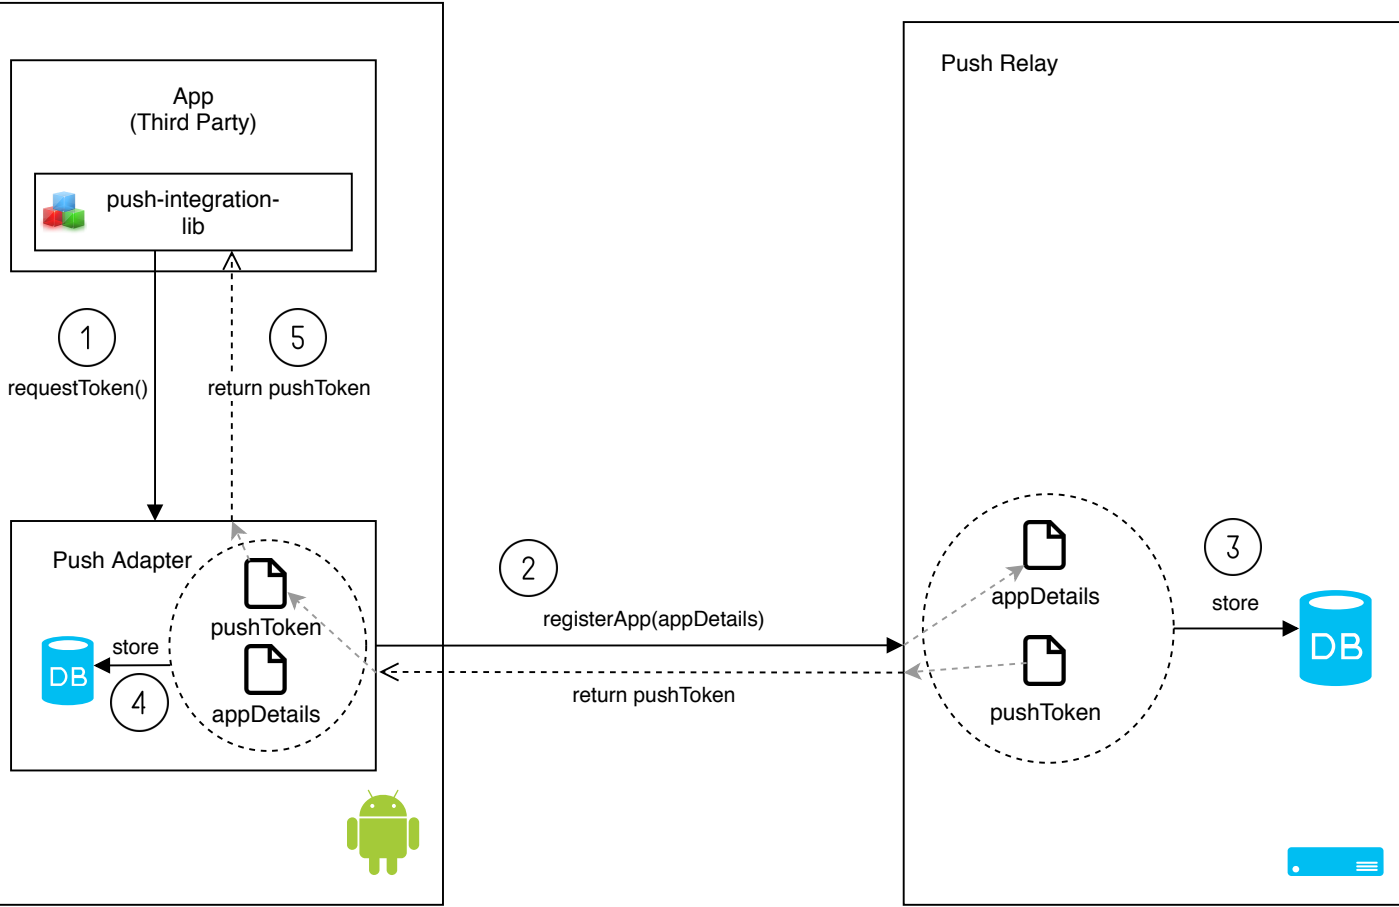 App
(Third Party)
push-integration-
lib
Push Relay
1
5
requestToken()
return pushToken
Push Adapter
pushToken
store
DB
4
appDetails
2
registerApp(appDetails)
return pushToken
appDetails
pushToken
3
store
DB